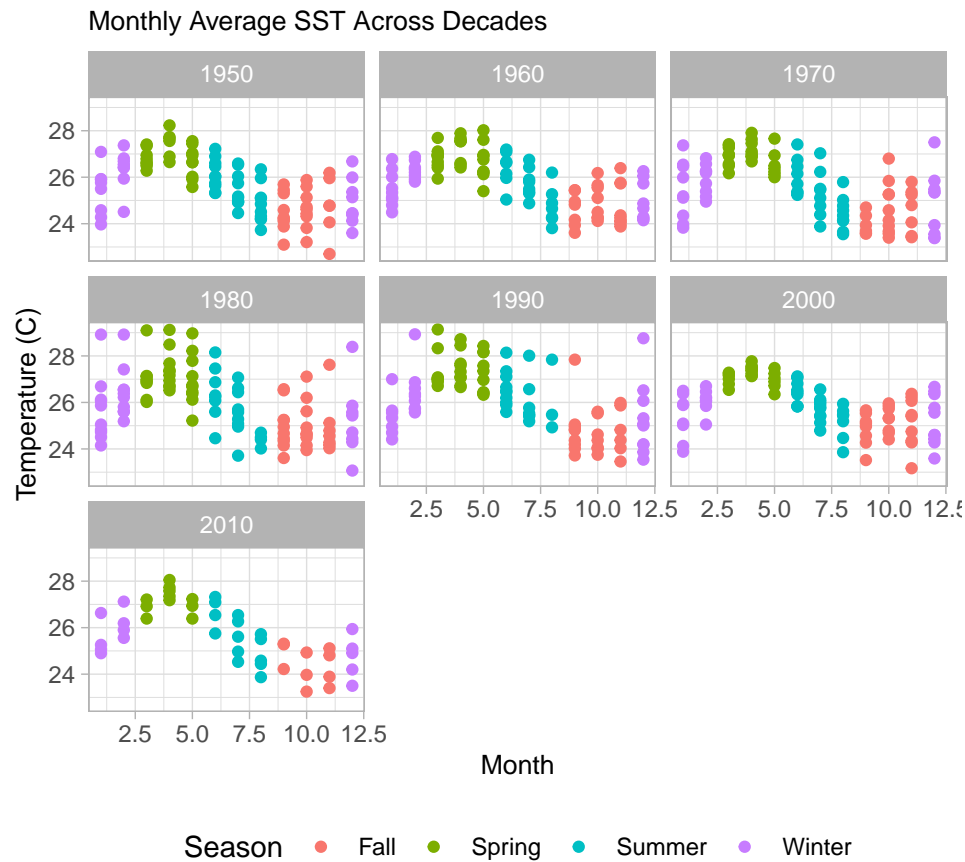 Monthly Average SST Across Decades
1950 1960 1970
28
26
24
1980 1990 2000
28
26
24
2.5 5.0 7.5 10.0 12.5 2.5 5.0 7.5 10.0 12.5
2010
28
26
24
2.5 5.0 7.5 10.0 12.5
Temperature (C)
Month
Season Fall Spring Summer Winter